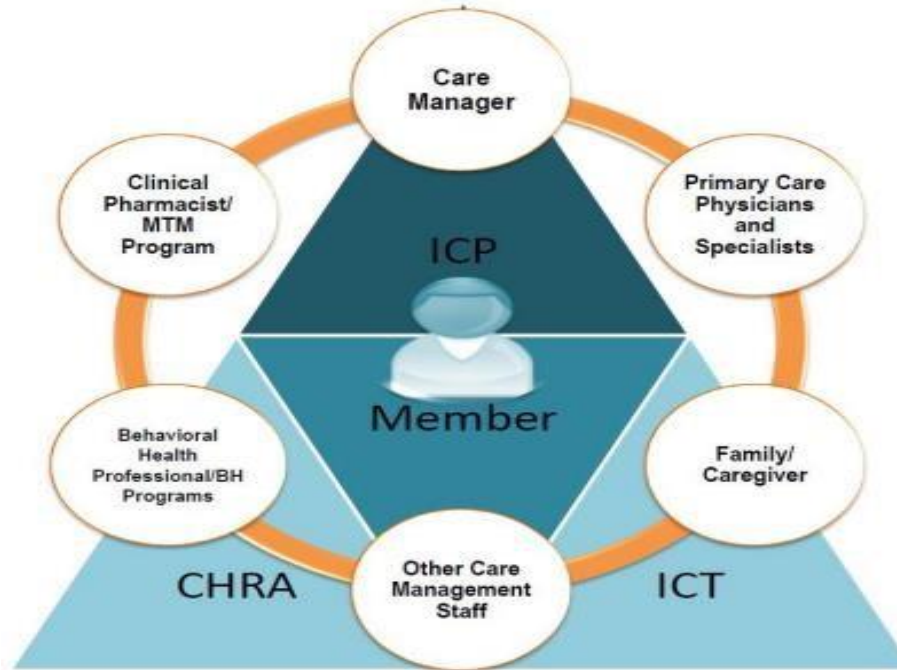 Care
Manager
Clinical
Pharmacist/
MTM
Program
Primary Care
Physicians
and
Specialists
ICP
Member
Behavioral
Health
Professional/BH
Programs
Family/
Caregiver
CHRA
Other Care
Management
Staff
ICT